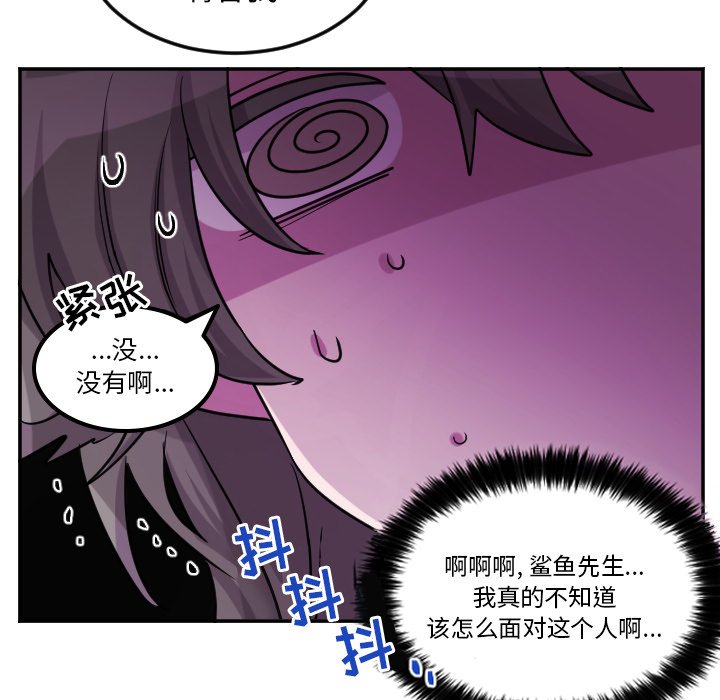 紧张
...没...
没有啊...
抖
抖
抖
啊啊啊, 鲨鱼先生...
我真的不知道
该怎么面对这个人啊...